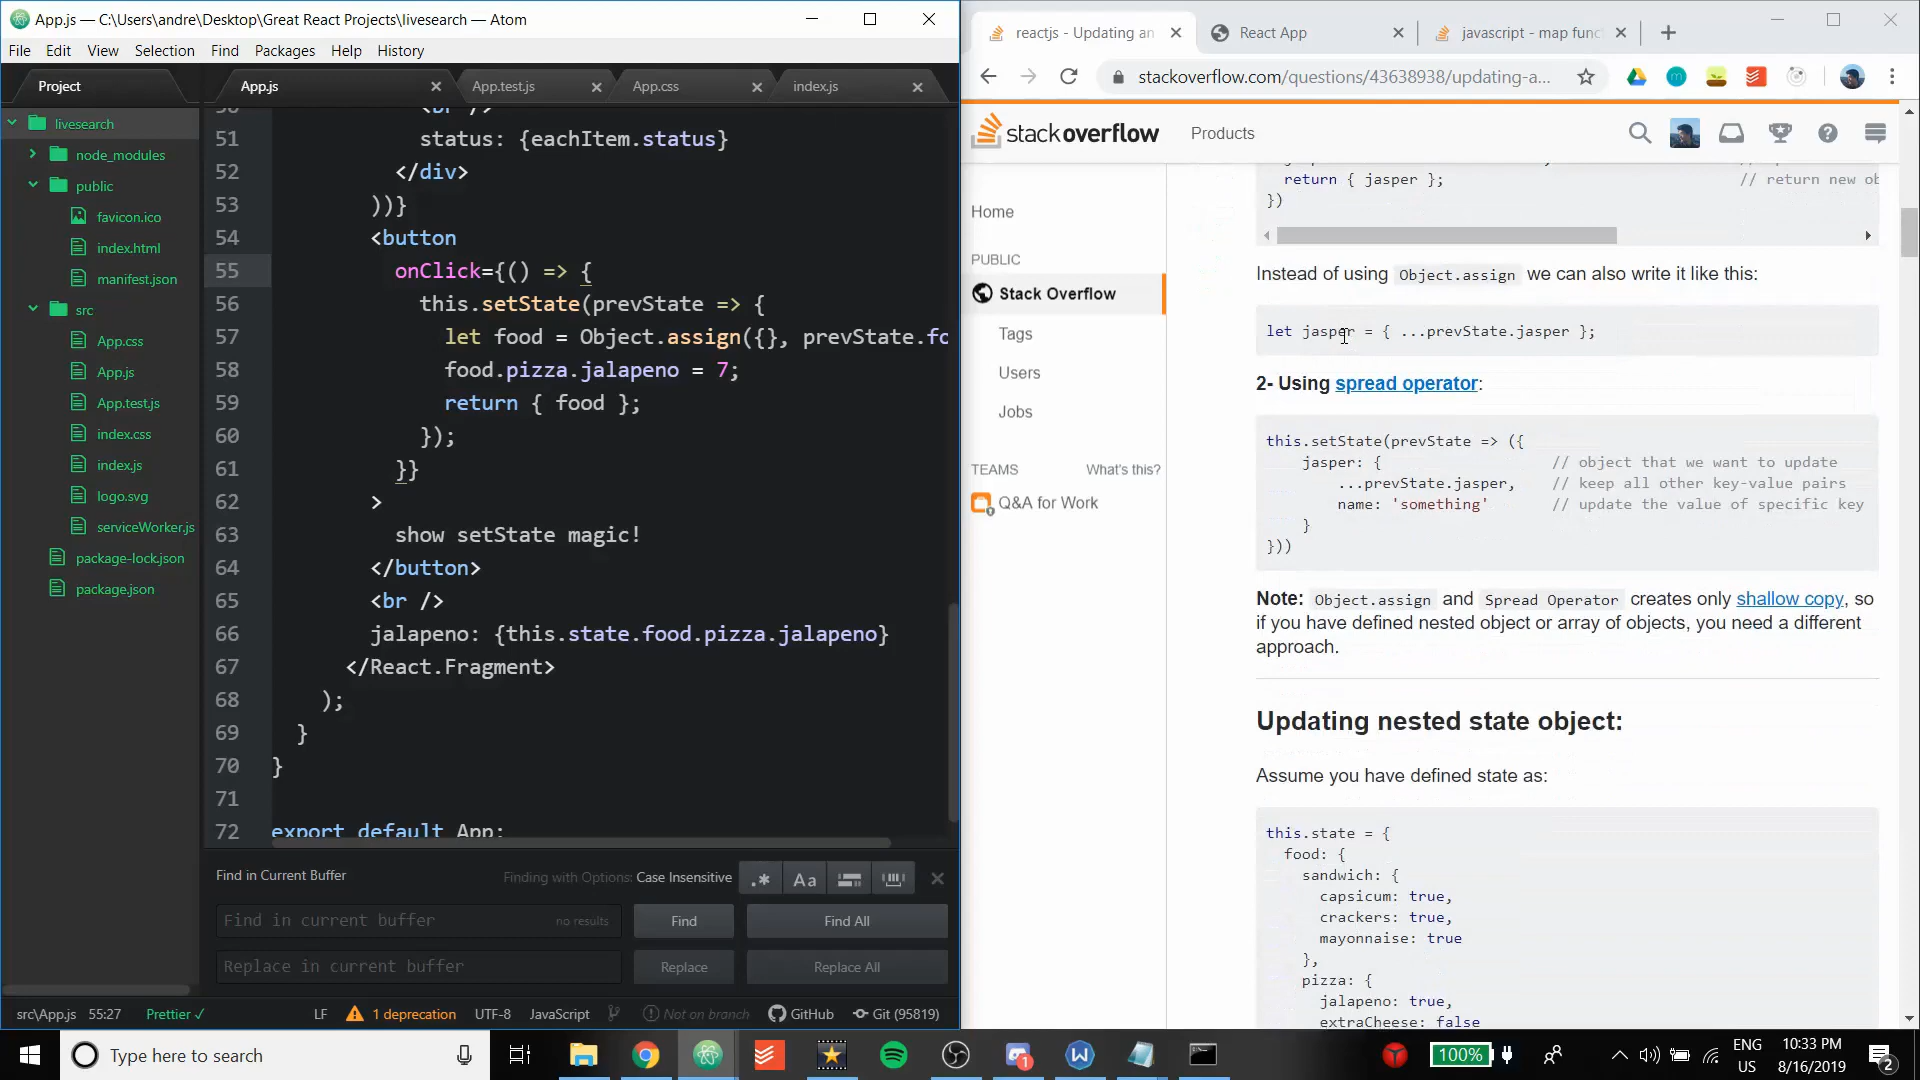 App.js — C:\Users\andre\Desktop\Great React Projects\livesearch — Atom
File Edit View Selection Find Packages Help History
Project
livesearch
node_modules
public
favicon.ico
index.html
manifest.json
src
App.css
App.js
App.test.js
index.css
index.js
logo.svg
serviceWorker.js
package-lock.json
package.json
App.js App.test.js App.css index.js
51 status: {eachItem.status}
52 </div>
53 ))}
54 <button
55 onClick={() => {
56 this.setState(prevState => {
57 let food = Object.assign({}, prevState.fo
58 food.pizza.jalapeno = 7;
59 return { food };
60 });
61 }}
62 >
63 show setState magic!
64 </button>
65 <br />
66 jalapeno: {this.state.food.pizza.jalapeno}
67 </React.Fragment>
68 );
69 }
70 }
71
72 export default App;
Find in Current Buffer Finding with Options: Case Insensitive .* Aa
Find in current buffer no results Find Find All
Replace in current buffer Replace Replace All
src\App.js 55:27 Prettier ✓ LF 1 deprecation UTF-8 JavaScript Not on branch GitHub Git (95819)
reactjs - Updating an React App javascript - map func
stackoverflow.com/questions/43638938/updating-a...
stackoverflow Products
Home
PUBLIC
Stack Overflow
Tags
Users
Jobs
TEAMS What's this?
Q&A for Work
return { jasper }; // return new ob
})
Instead of using Object.assign we can also write it like this:
let jasper = { ...prevState.jasper };
2- Using spread operator:
this.setState(prevState => ({
jasper: { // object that we want to update
...prevState.jasper, // keep all other key-value pairs
name: 'something' // update the value of specific key
}
}))
Note: Object.assign and Spread Operator creates only shallow copy, so
if you have defined nested object or array of objects, you need a different
approach.
Updating nested state object:
Assume you have defined state as:
this.state = {
food: {
sandwich: {
capsicum: true,
crackers: true,
mayonnaise: true
},
pizza: {
jalapeno: true,
extraCheese: false
Type here to search
1
100%
ENG
US
10:33 PM
8/16/2019
2